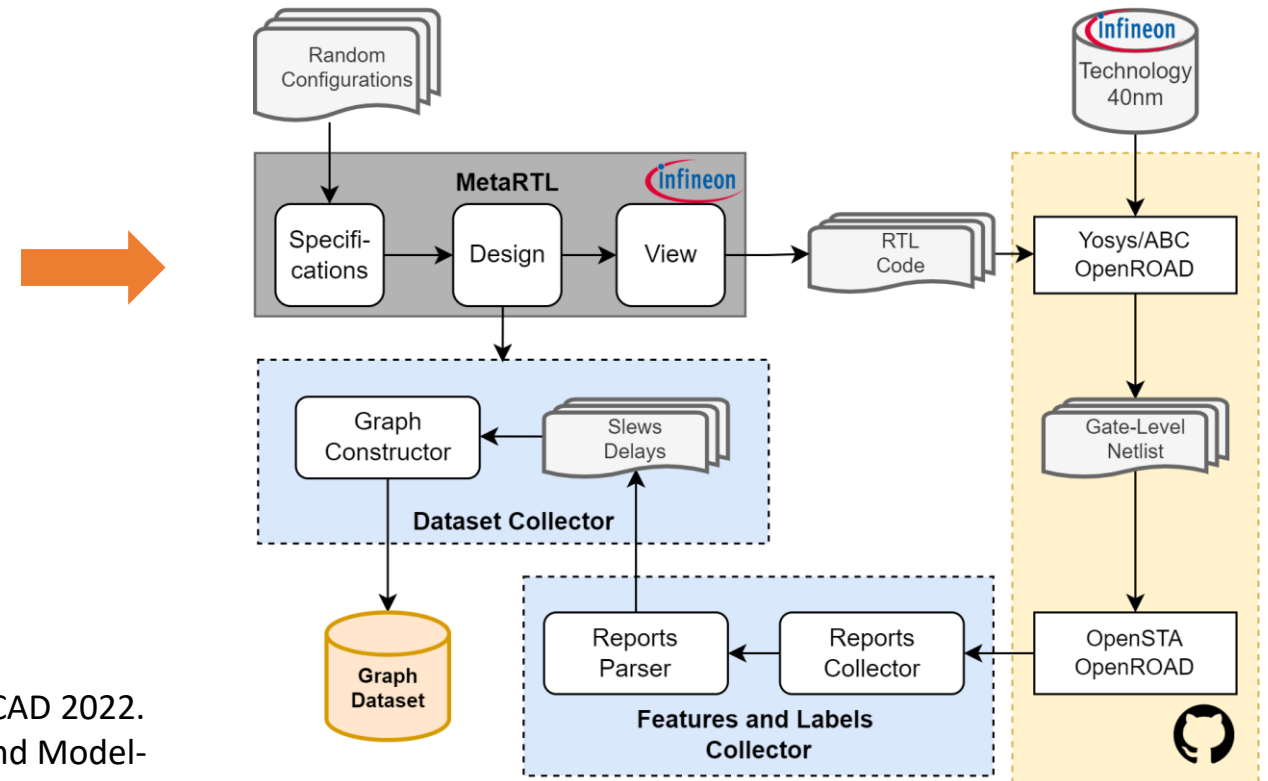 Random
Configurations
infineon
Technology
40nm
MetaRTL
infineon
Specifi-
cations
Design
View
RTL
Code
Yosys/ABC
OpenROAD
Graph
Constructor
Slews
Delays
Gate-Level
Netlist
Dataset Collector
Reports
Parser
Reports
Collector
OpenSTA
OpenROAD
Graph
Dataset
Features and Labels
Collector
CAD 2022.
nd Model-